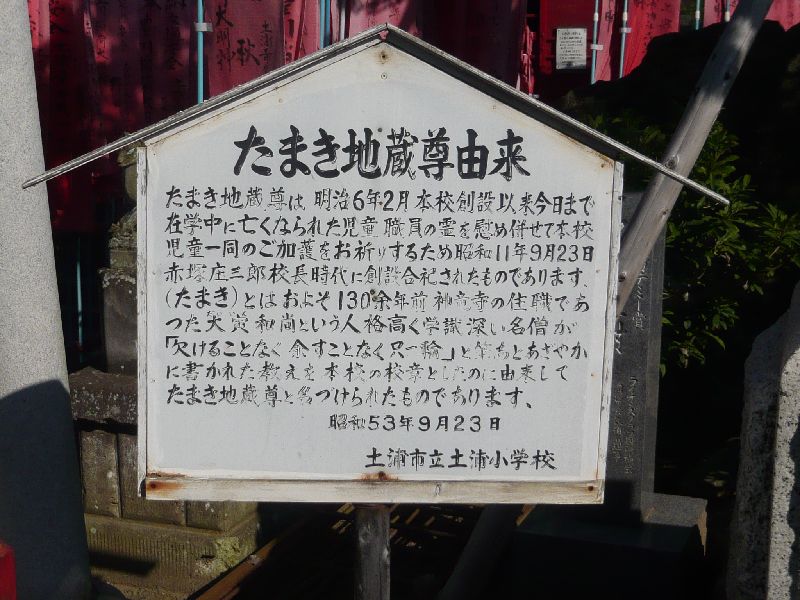 たまき地蔵尊由来
たまき地蔵尊は、明治6年2月本校創設以来今日まで
在学中に亡くなられた児童職員の霊を慰め併せて本校
児童一同のご加護をお祈りするため昭和11年9月23日
赤塚庄三郎校長時代に創設合祀されたものであります、
(たまき)とはおよそ130余年前神竜寺の住職であ
つた大寅和尚という人格高く学識深い名僧が
「欠けることなく余すことなく只一輪」と筆あとあざやか
に書かれた教えを本校の校章としたのに由来して
たまき地蔵尊と名づけられたものであります、
昭和53年9月23日
土浦市立土浦小学校
大明神